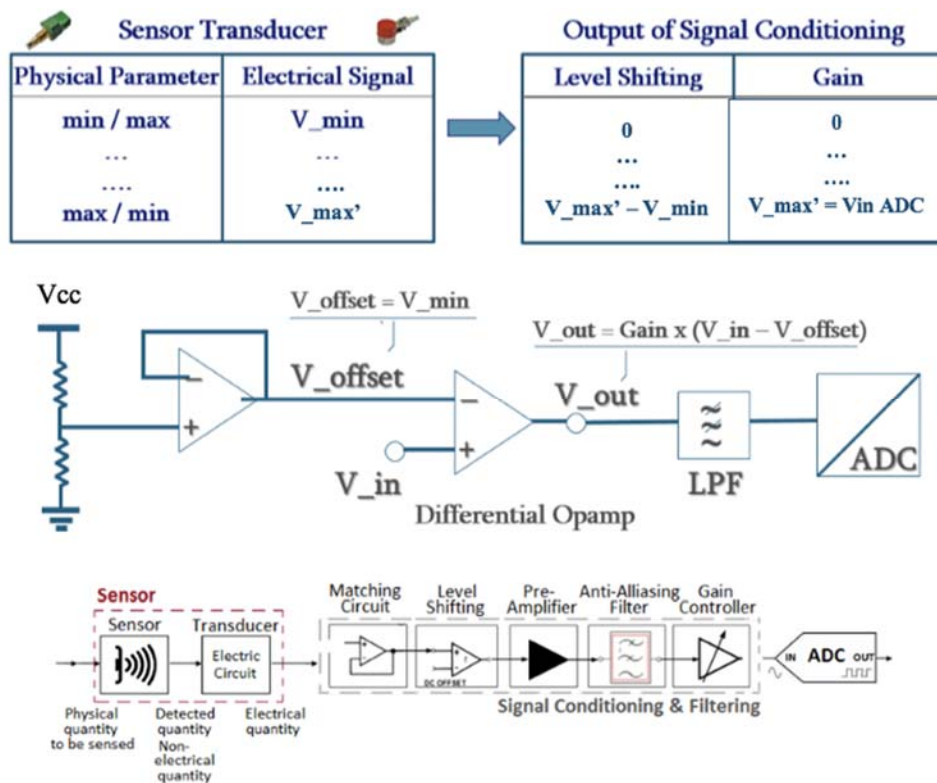 Sensor Transducer
Output of Signal Conditioning
Physical Parameter Electrical Signal
Level Shifting Gain
min / max V_min
0 0
... ...
... ...
.... ....
.... ....
max / min V_max’
V_max’ – V_min V_max’ = Vin ADC
Vcc
V_offset = V_min
V_out = Gain x (V_in – V_offset)
−
+
V_offset
−
+
V_in
V_out
LPF
ADC
Differential Opamp
Sensor
Sensor Transducer
Electric
Circuit
Matching
Circuit
Level
Shifting
Pre-
Amplifier
Anti-Alliasing
Filter
Gain
Controller
DC OFFSET
IN ADC OUT
Signal Conditioning & Filtering
Physical
quantity
to be sensed
Detected
quantity
Non-
electrical
quantity
Electrical
quantity